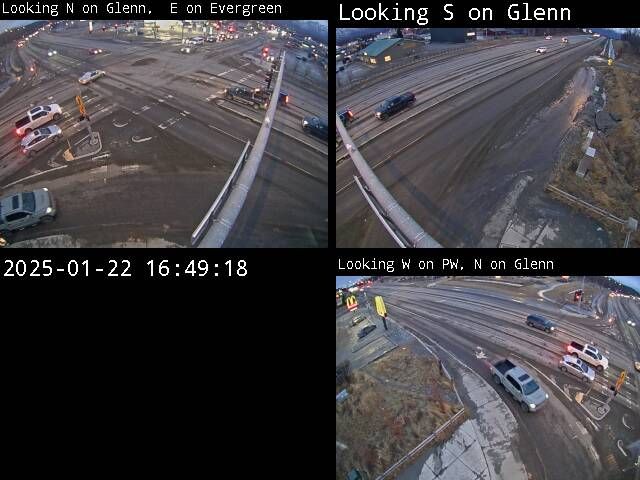 Looking N on Glenn,  E on Evergreen
Looking S on Glenn
2025-01-22 16:49:18
Looking W on PW, N on Glenn